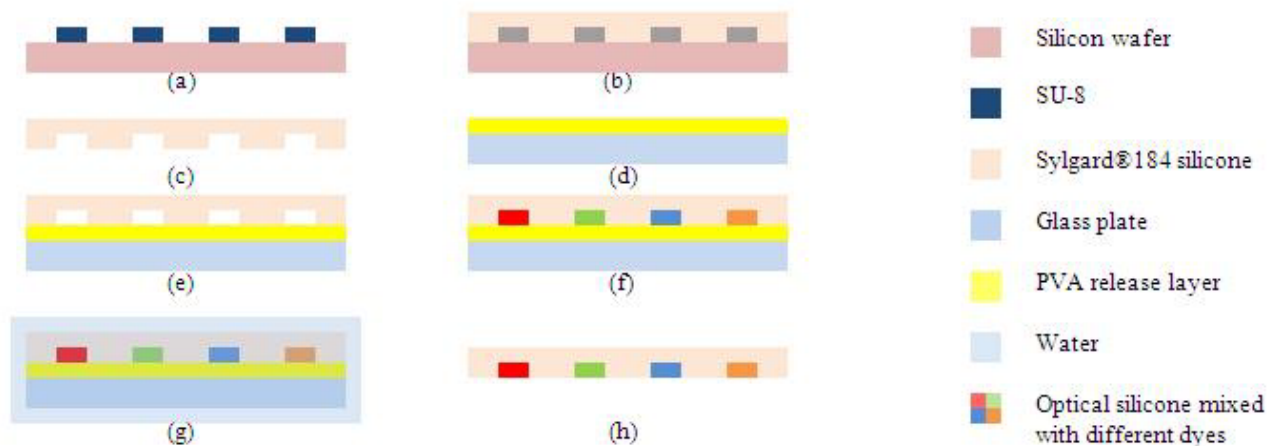 (a)
(b)
(c)
(d)
(e)
(f)
(g)
(h)
Silicon wafer
SU-8
Sylgard®184 silicone
Glass plate
PVA release layer
Water
Optical silicone mixed
with different dyes